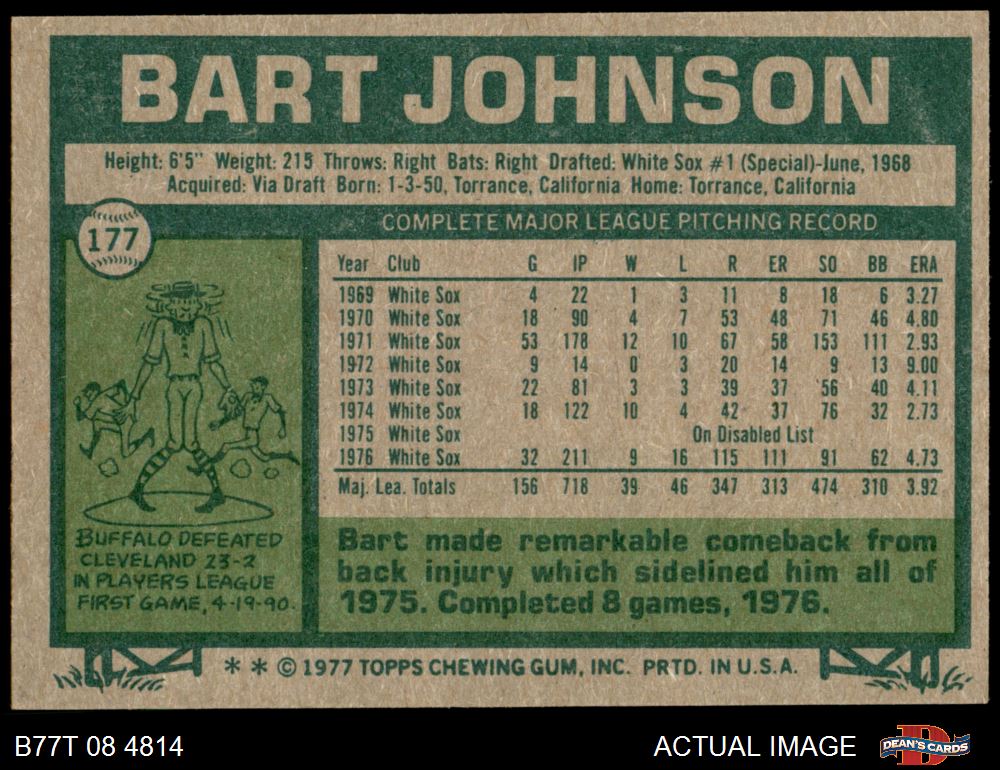 BART JOHNSON
Height: 6'5" Weight: 215 Throws: Right Bats: Right Drafted: White Sox #1 (Special)-June, 1968
Acquired: Via Draft Born: 1-3-50, Torrance, California Home: Torrance, California
177
COMPLETE MAJOR LEAGUE PITCHING RECORD
Year Club G IP W L R ER SO BB ERA
1969 White Sox 4 22 1 3 11 8 18 6 3.27
1970 White Sox 18 90 4 7 53 48 71 46 4.80
1971 White Sox 53 178 12 10 67 58 153 111 2.93
1972 White Sox 9 14 0 3 20 14 9 13 9.00
1973 White Sox 22 81 3 3 39 37 56 40 4.11
1974 White Sox 18 122 10 4 42 37 76 32 2.73
1975 White Sox On Disabled List
1976 White Sox 32 211 9 16 115 111 91 62 4.73
Maj. Lea. Totals 156 718 39 46 347 313 474 310 3.92
BUFFALO DEFEATED
CLEVELAND 23-2
IN PLAYERS LEAGUE
FIRST GAME, 4-19-90.
Bart made remarkable comeback from
back injury which sidelined him all of
1975. Completed 8 games, 1976.
* * © 1977 TOPPS CHEWING GUM, INC. PRTD. IN U.S.A.
B77T 08 4814
ACTUAL IMAGE
D
DEAN'S CARDS